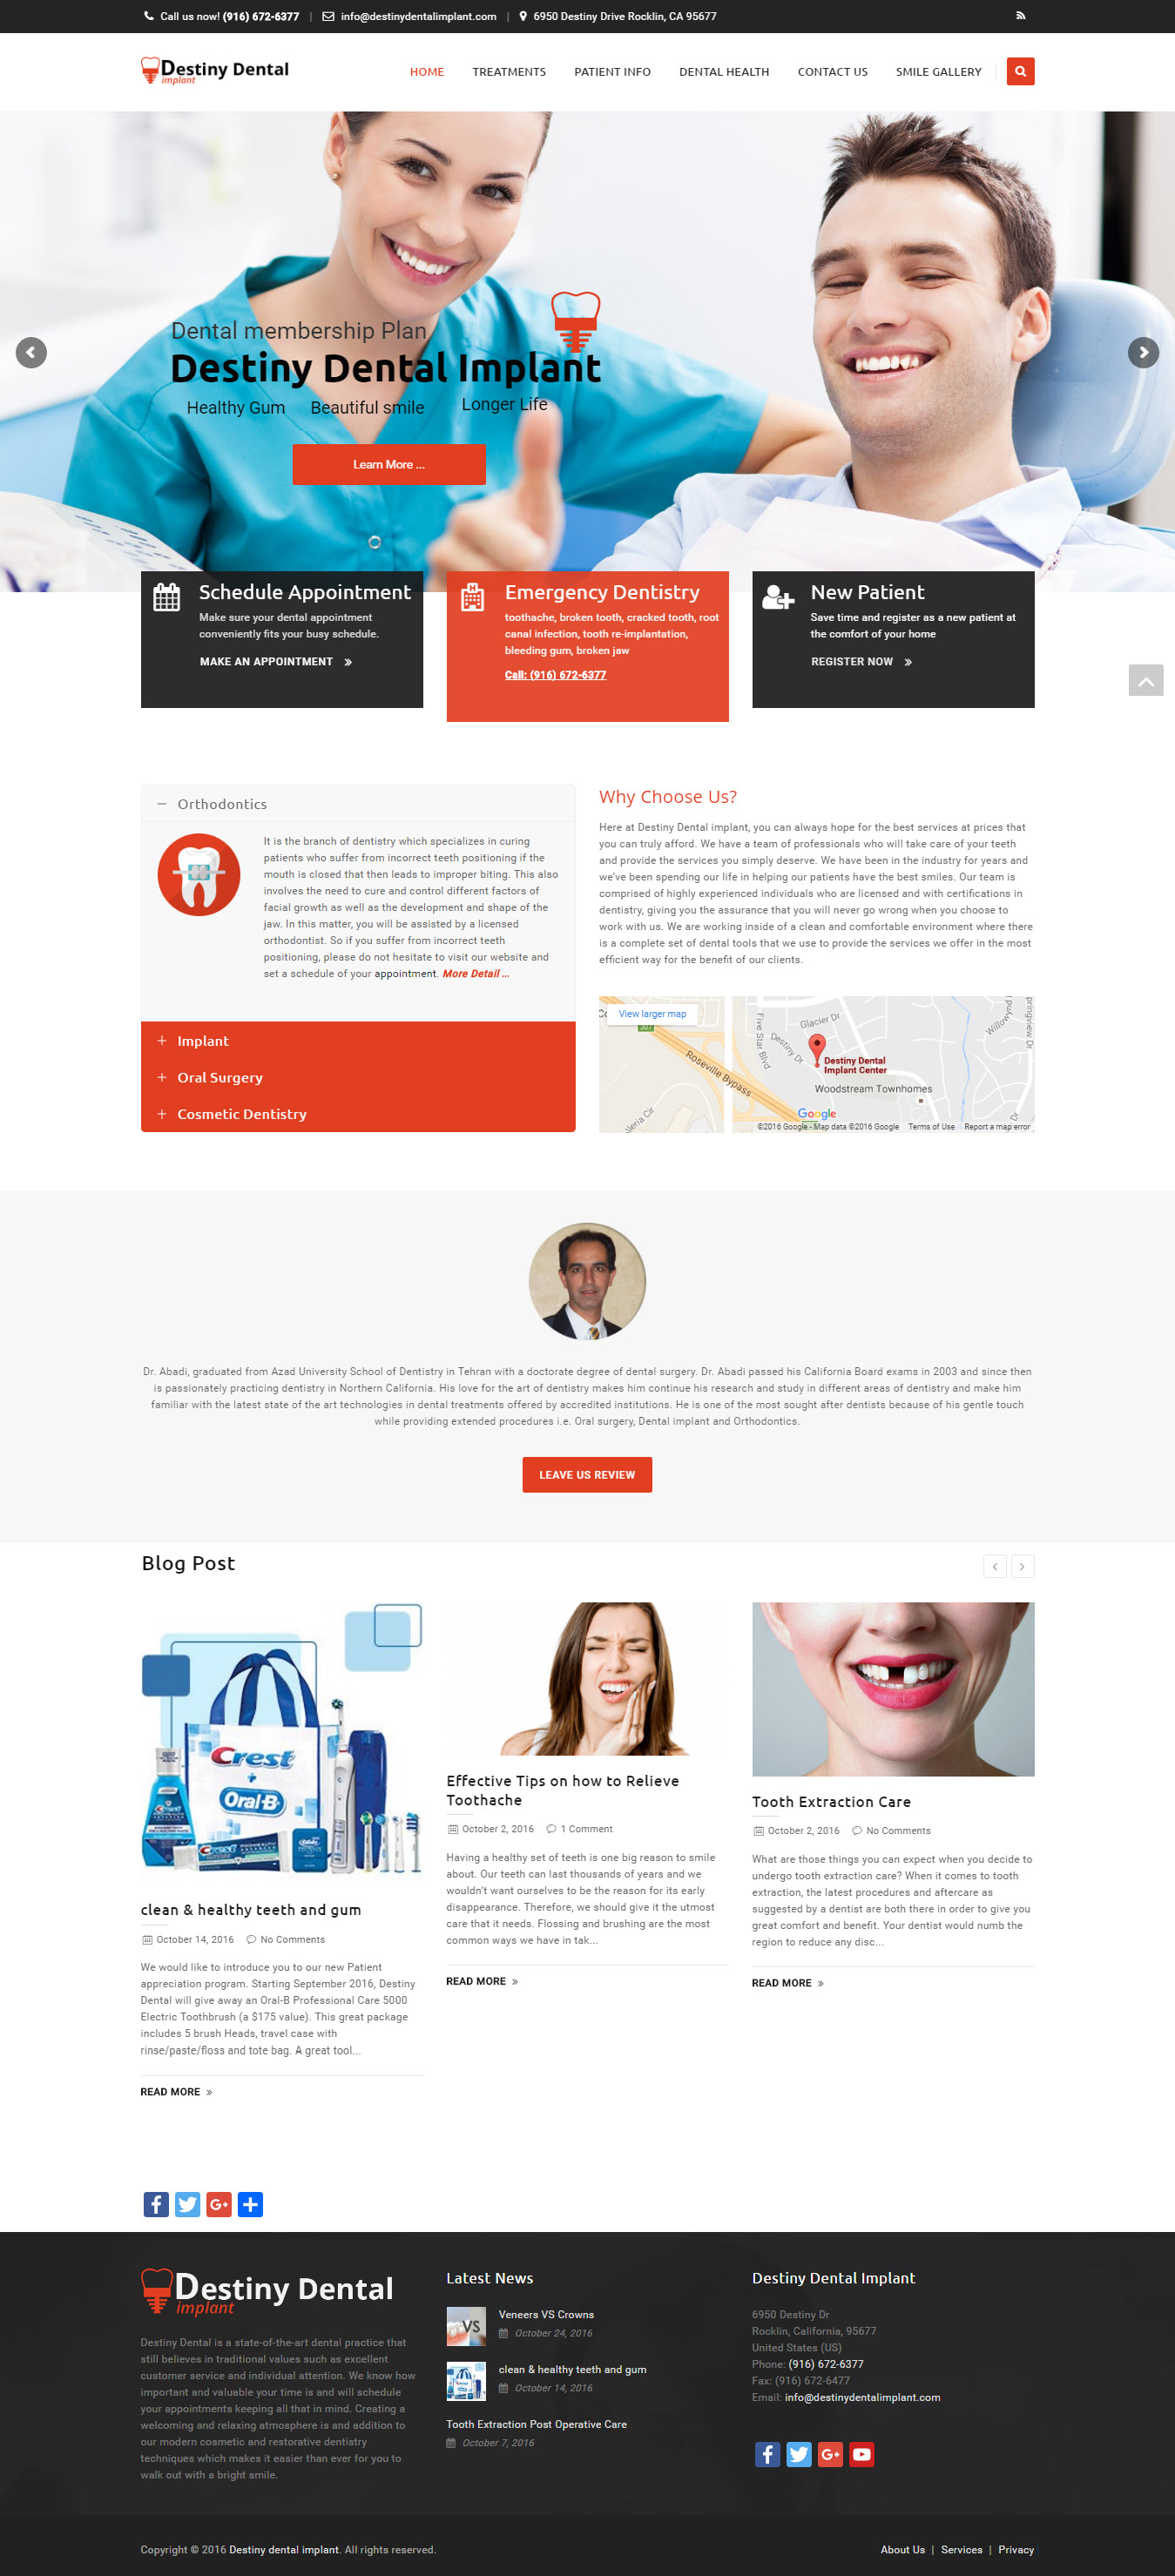 Call us now! (916) 672-6377 | info@destinydentalimplant.com | 6950 Destiny Drive Rocklin, CA 95677
Destiny Dental
implant
HOME TREATMENTS PATIENT INFO DENTAL HEALTH CONTACT US SMILE GALLERY
Dental membership Plan
Destiny Dental Implant
Healthy Gum Beautiful smile Longer Life
Learn More ...
Schedule Appointment
Make sure your dental appointment
conveniently fits your busy schedule.
MAKE AN APPOINTMENT »
Emergency Dentistry
toothache, broken tooth, cracked tooth, root
canal infection, tooth re-implantation,
bleeding gum, broken jaw
Call: (916) 672-6377
New Patient
Save time and register as a new patient at
the comfort of your home
REGISTER NOW »
Orthodontics
It is the branch of dentistry which specializes in curing
patients who suffer from incorrect teeth positioning if the
mouth is closed that then leads to improper biting. This also
involves the need to cure and control different factors of
facial growth as well as the development and shape of the
jaw. In this matter, you will be assisted by a licensed
orthodontist. So if you suffer from incorrect teeth
positioning, please do not hesitate to visit our website and
set a schedule of your appointment. More Detail ...
Implant
Oral Surgery
Cosmetic Dentistry
Why Choose Us?
Here at Destiny Dental implant, you can always hope for the best services at prices that
you can truly afford. We have a team of professionals who will take care of your teeth
and provide the services you simply deserve. We have been in the industry for years and
we've been spending our life in helping our patients have the best smiles. Our team is
comprised of highly experienced individuals who are licensed and with certifications in
dentistry, giving you the assurance that you will never go wrong when you choose to
work with us. We are working inside of a clean and comfortable environment where there
is a complete set of dental tools that we use to provide the services we offer in the most
efficient way for the benefit of our clients.
View larger map
Five Star Blvd
Glacier Dr
Destiny Dr
Roseville Bypass
Destiny Dental
Implant Center
Woodstream Townhomes
Google
©2016 Google - Map data ©2016 Google Terms of Use Report a map error
Dr. Abadi, graduated from Azad University School of Dentistry in Tehran with a doctorate degree of dental surgery. Dr. Abadi passed his California Board exams in 2003 and since then
is passionately practicing dentistry in Northern California. His love for the art of dentistry makes him continue his research and study in different areas of dentistry and make him
familiar with the latest state of the art technologies in dental treatments offered by accredited institutions. He is one of the most sought after dentists because of his gentle touch
while providing extended procedures i.e. Oral surgery, Dental implant and Orthodontics.
LEAVE US REVIEW
Blog Post
Crest
+
Oral-B
clean & healthy teeth and gum
October 14, 2016 No Comments
We would like to introduce you to our new Patient
appreciation program. Starting September 2016, Destiny
Dental will give away an Oral-B Professional Care 5000
Electric Toothbrush (a $175 value). This great package
includes 5 brush Heads, travel case with
rinse/paste/floss and tote bag. A great tool...
READ MORE »
Effective Tips on how to Relieve
Toothache
October 2, 2016 1 Comment
Having a healthy set of teeth is one big reason to smile
about. Our teeth can last thousands of years and we
wouldn't want ourselves to be the reason for its early
disappearance. Therefore, we should give it the utmost
care that it needs. Flossing and brushing are the most
common ways we have in tak...
READ MORE »
Tooth Extraction Care
October 2, 2016 No Comments
What are those things you can expect when you decide to
undergo tooth extraction care? When it comes to tooth
extraction, the latest procedures and aftercare as
suggested by a dentist are both there in order to give you
great comfort and benefit. Your dentist would numb the
region to reduce any disc...
READ MORE »
Destiny Dental
implant
Destiny Dental is a state-of-the-art dental practice that
still believes in traditional values such as excellent
customer service and individual attention. We know how
important and valuable your time is and will schedule
your appointments keeping all that in mind. Creating a
welcoming and relaxing atmosphere is and addition to
our modern cosmetic and restorative dentistry
techniques which makes it easier than ever for you to
walk out with a bright smile.
Latest News
VS
Veneers VS Crowns
October 24, 2016
clean & healthy teeth and gum
October 14, 2016
Tooth Extraction Post Operative Care
October 7, 2016
Destiny Dental Implant
6950 Destiny Dr
Rocklin, California, 95677
United States (US)
Phone: (916) 672-6377
Fax: (916) 672-6477
Email: info@destinydentalimplant.com
Copyright © 2016 Destiny dental implant. All rights reserved.
About Us | Services | Privacy